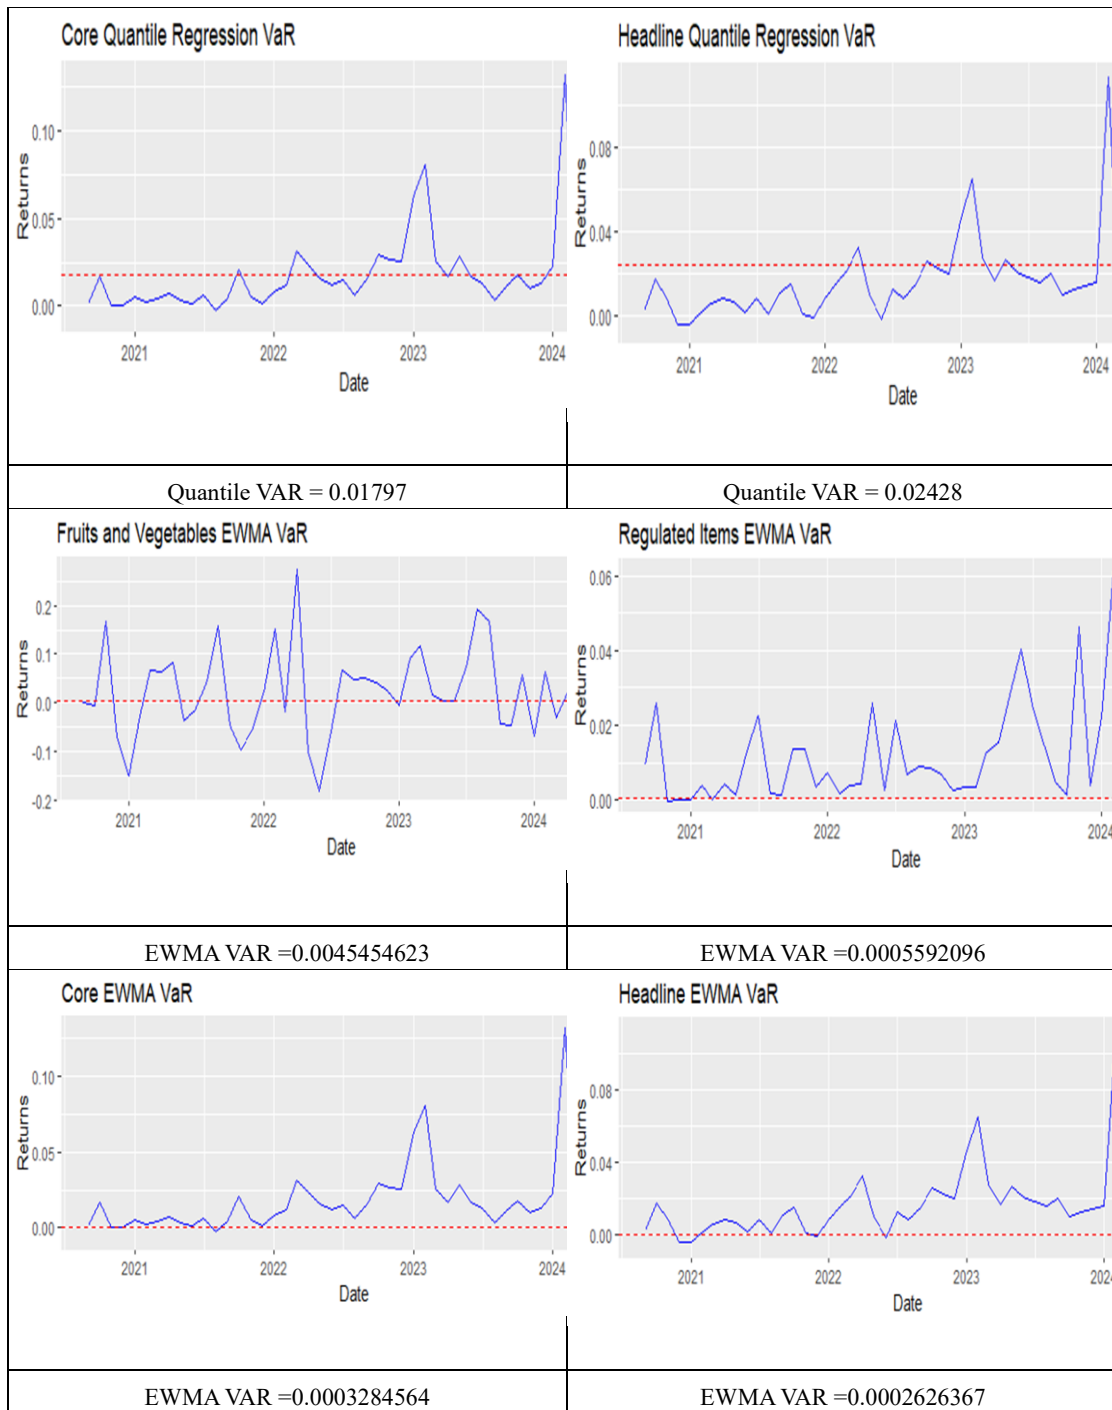 Core Quantile Regression VaR
Returns
0.10
0.05
0.00
2021 2022 2023 2024
Date
Headline Quantile Regression VaR
Returns
0.08
0.04
0.00
2021 2022 2023 2024
Date
Quantile VAR = 0.01797
Quantile VAR = 0.02428
Fruits and Vegetables EWMA VaR
Returns
0.2
0.1
0.0
-0.1
-0.2
2021 2022 2023 2024
Date
Regulated Items EWMA VaR
Returns
0.06
0.04
0.02
0.00
2021 2022 2023 2024
Date
EWMA VAR =0.0045454623
EWMA VAR =0.0005592096
Core EWMA VaR
Returns
0.10
0.05
0.00
2021 2022 2023 2024
Date
Headline EWMA VaR
Returns
0.08
0.04
0.00
2021 2022 2023 2024
Date
EWMA VAR =0.0003284564
EWMA VAR =0.0002626367